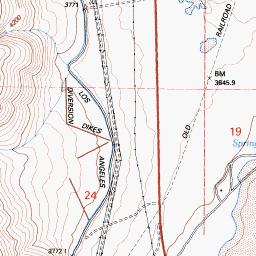 3771
4200
RAILROAD
BM
3645.9
LOS
DIVERSION
DIKES
OLD
19
Spring
ANGELES
24
3772 T